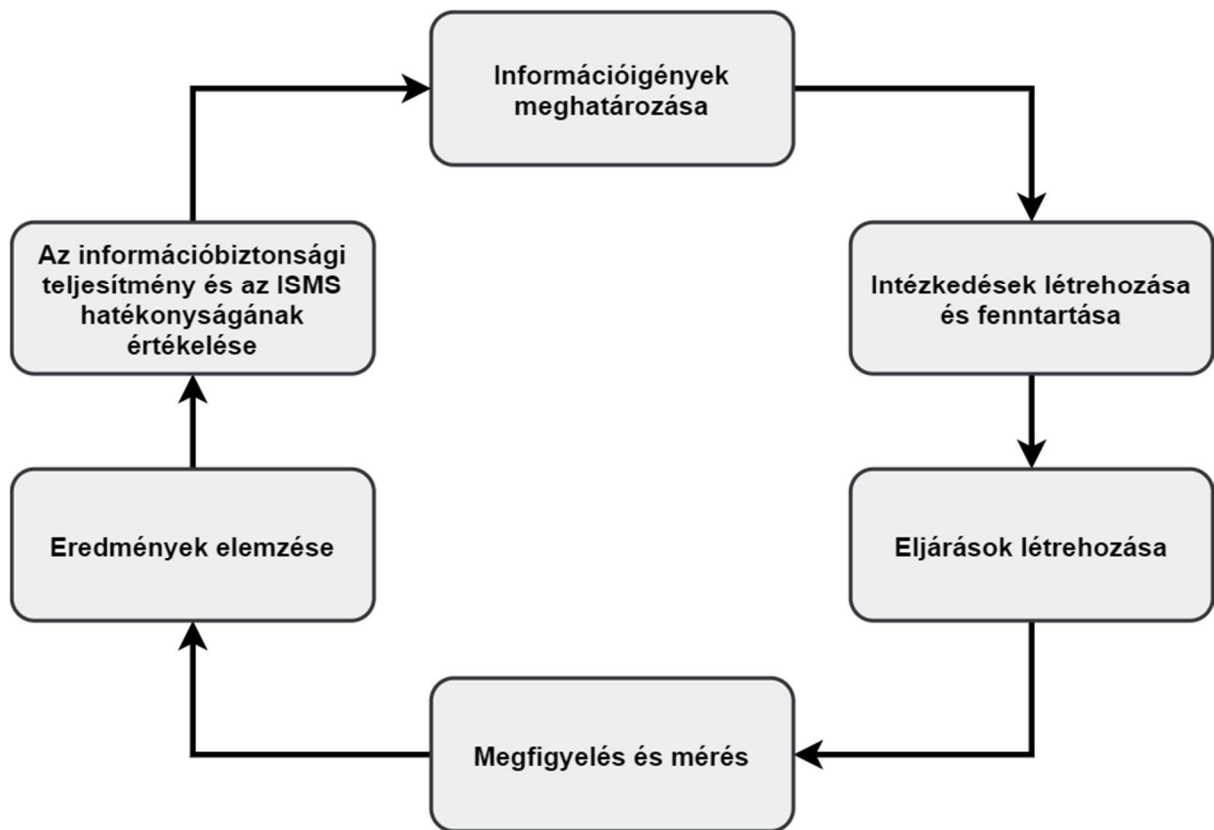 Információigények
meghatározása
Az információbiztonsági
teljesítmény és az ISMS
hatékonyságának
értékelése
Intézkedések létrehozása
és fenntartása
Eredmények elemzése
Eljárások létrehozása
Megfigyelés és mérés